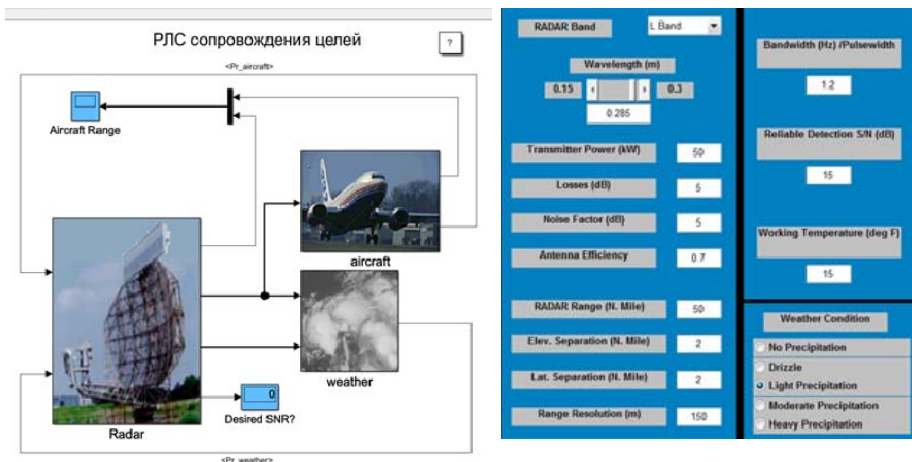 РЛС сопровождения целей
?
<Pr_aircraft>
Aircraft Range
aircraft
weather
0
Desired SNR?
Radar
<Pr_weather>
RADAR: Band
L Band
Wavelength (m)
0.15
0.3
0.285
Transmitter Power (kW)
50
Losses (dB)
5
Noise Factor (dB)
5
Antenna Efficiency
0.7
RADAR: Range (N. Mile)
50
Elev. Separation (N. Mile)
2
Lat. Separation (N. Mile)
2
Range Resolution (m)
150
Bandwidth (Hz) /Pulsewidth
1.2
Reliable Detection S/N (dB)
15
Working Temperature (deg F)
15
Weather Condition
No Precipitation
Drizzle
Light Precipitation
Moderate Precipitation
Heavy Precipitation